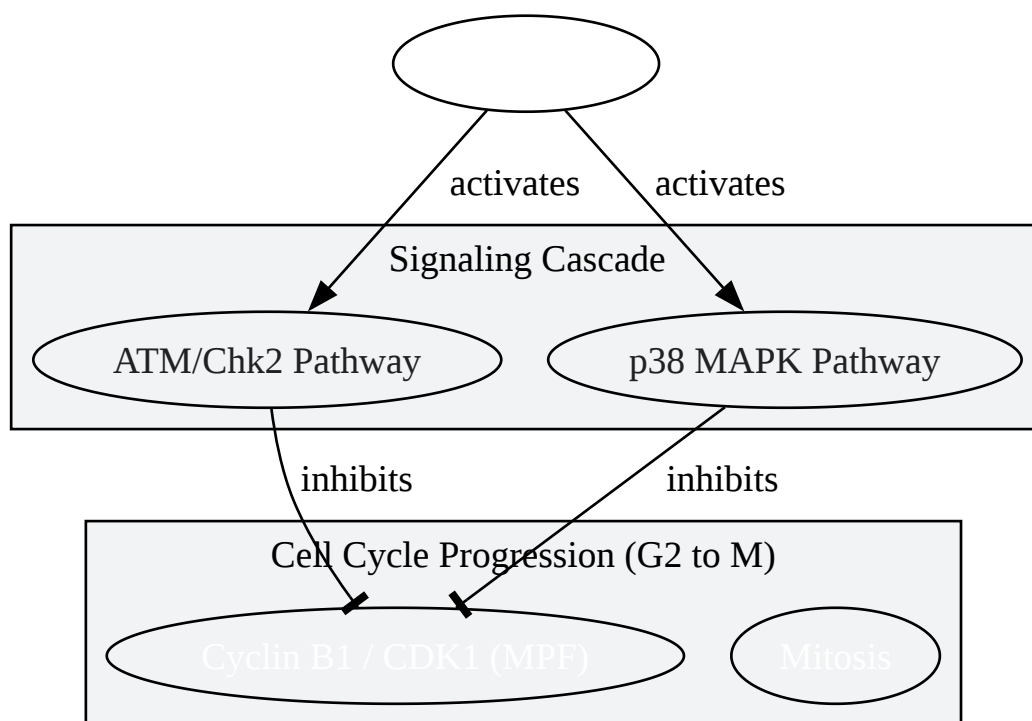 activates
activates
Signaling Cascade
ATM/Chk2 Pathway
p38 MAPK Pathway
inhibits
inhibits
Cell Cycle Progression (G2 to M)
Cyclin B1 / CDK1 (MPF)
Mitosis